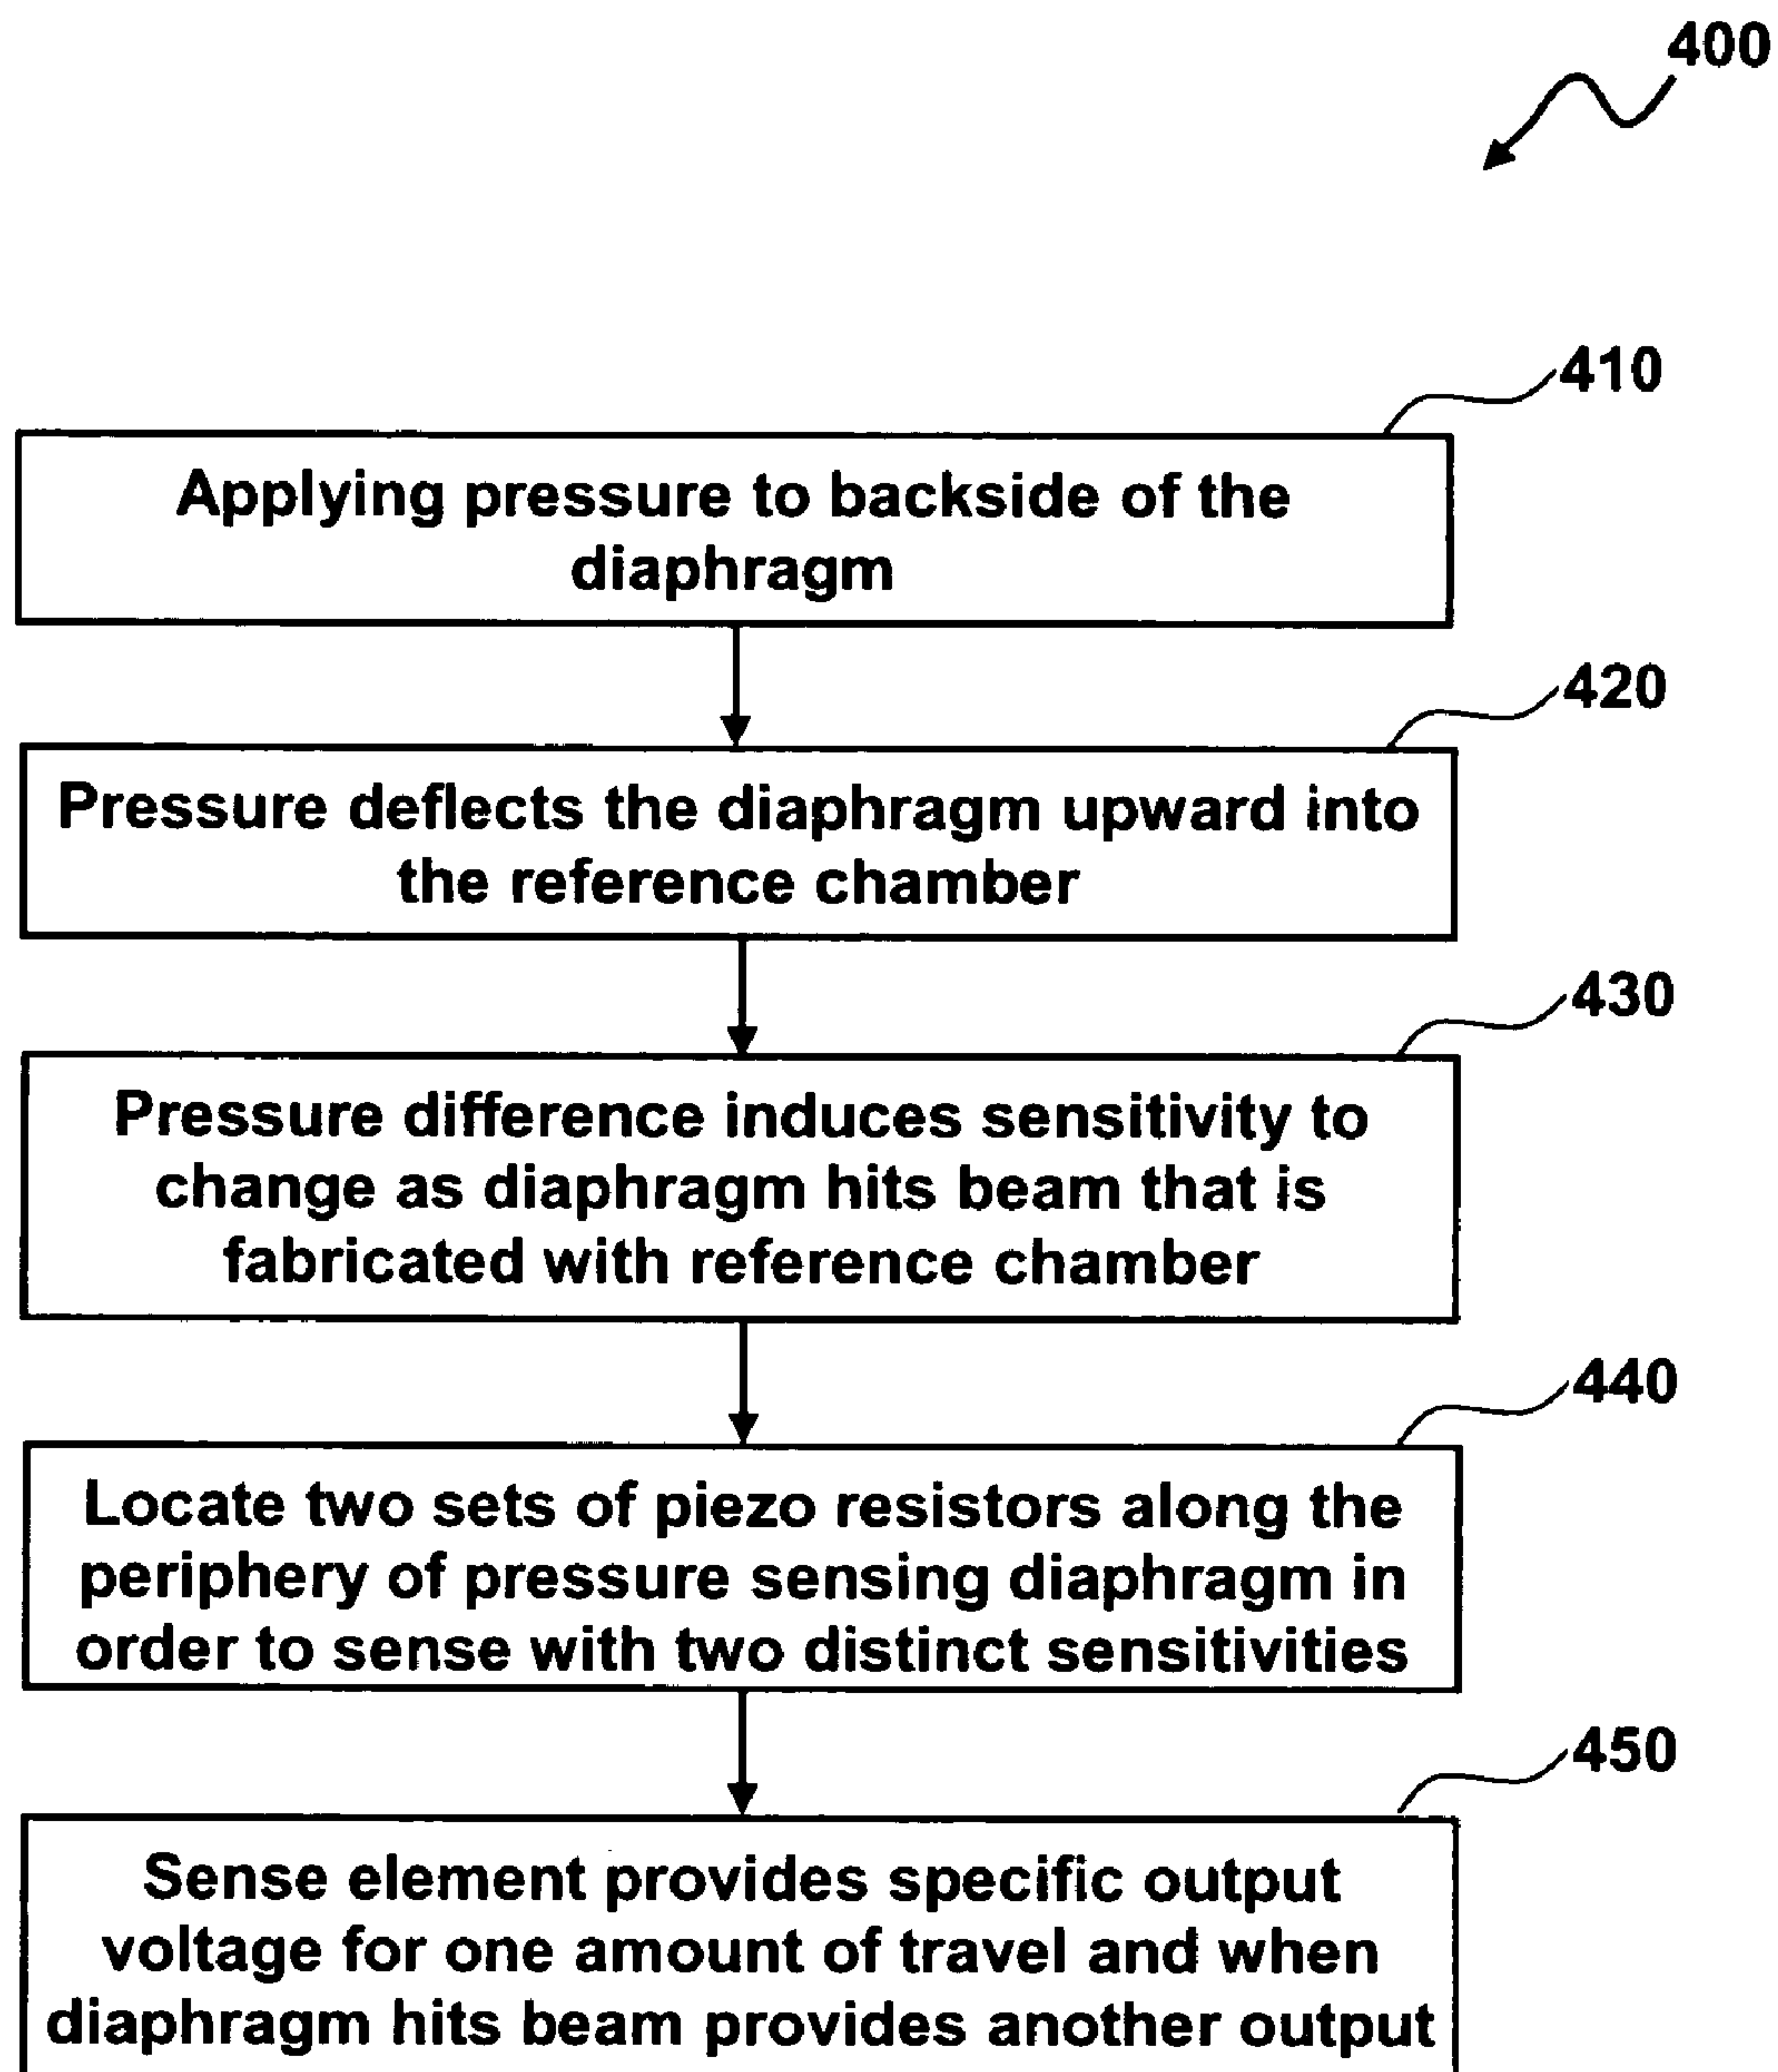 400
410
Applying pressure to backside of the
diaphragm
420
Pressure deflects the diaphragm upward into
the reference chamber
430
Pressure difference induces sensitivity to
change as diaphragm hits beam that is
fabricated with reference chamber
440
Locate two sets of piezo resistors along the
periphery of pressure sensing diaphragm in
order to sense with two distinct sensitivities
450
Sense element provides specific output
voltage for one amount of travel and when
diaphragm hits beam provides another output